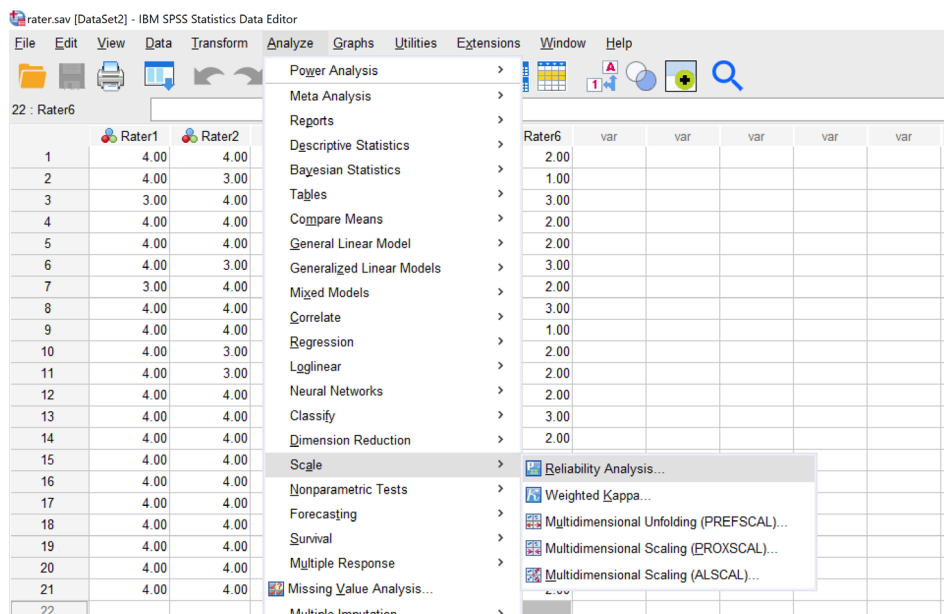 rater.sav [DataSet2] - IBM SPSS Statistics Data Editor
File Edit View Data Transform Analyze Graphs Utilities Extensions Window Help
Power Analysis
1 A
22 : Rater6
Meta Analysis
Reports
Rater1 Rater2 Rater6 var var var var var
Descriptive Statistics
1 4.00 4.00 2.00
Bayesian Statistics
2 4.00 3.00 1.00
Tables
3 3.00 4.00 3.00
Compare Means
4 4.00 4.00 2.00
General Linear Model
5 4.00 4.00 2.00
Generalized Linear Models
6 4.00 3.00 3.00
Mixed Models
7 3.00 4.00 2.00
Correlate
8 4.00 4.00 3.00
9 4.00 4.00 1.00
Regression
10 4.00 3.00 2.00
Loglinear
11 4.00 3.00 2.00
Neural Networks
12 4.00 4.00 2.00
Classify
13 4.00 4.00 3.00
Dimension Reduction
14 4.00 4.00 2.00
Scale
15 4.00 4.00
Reliability Analysis...
Nonparametric Tests
16 4.00 4.00
Weighted Kappa...
Forecasting
17 4.00 4.00
Multidimensional Unfolding (PREFSCAL)...
Survival
18 4.00 4.00
Multidimensional Scaling (PROXSCAL)...
19 4.00 4.00
Multiple Response
20 4.00 4.00
Multidimensional Scaling (ALSCAL)...
Missing Value Analysis...
21 4.00 4.00 2.00
Multiple Imputation
22